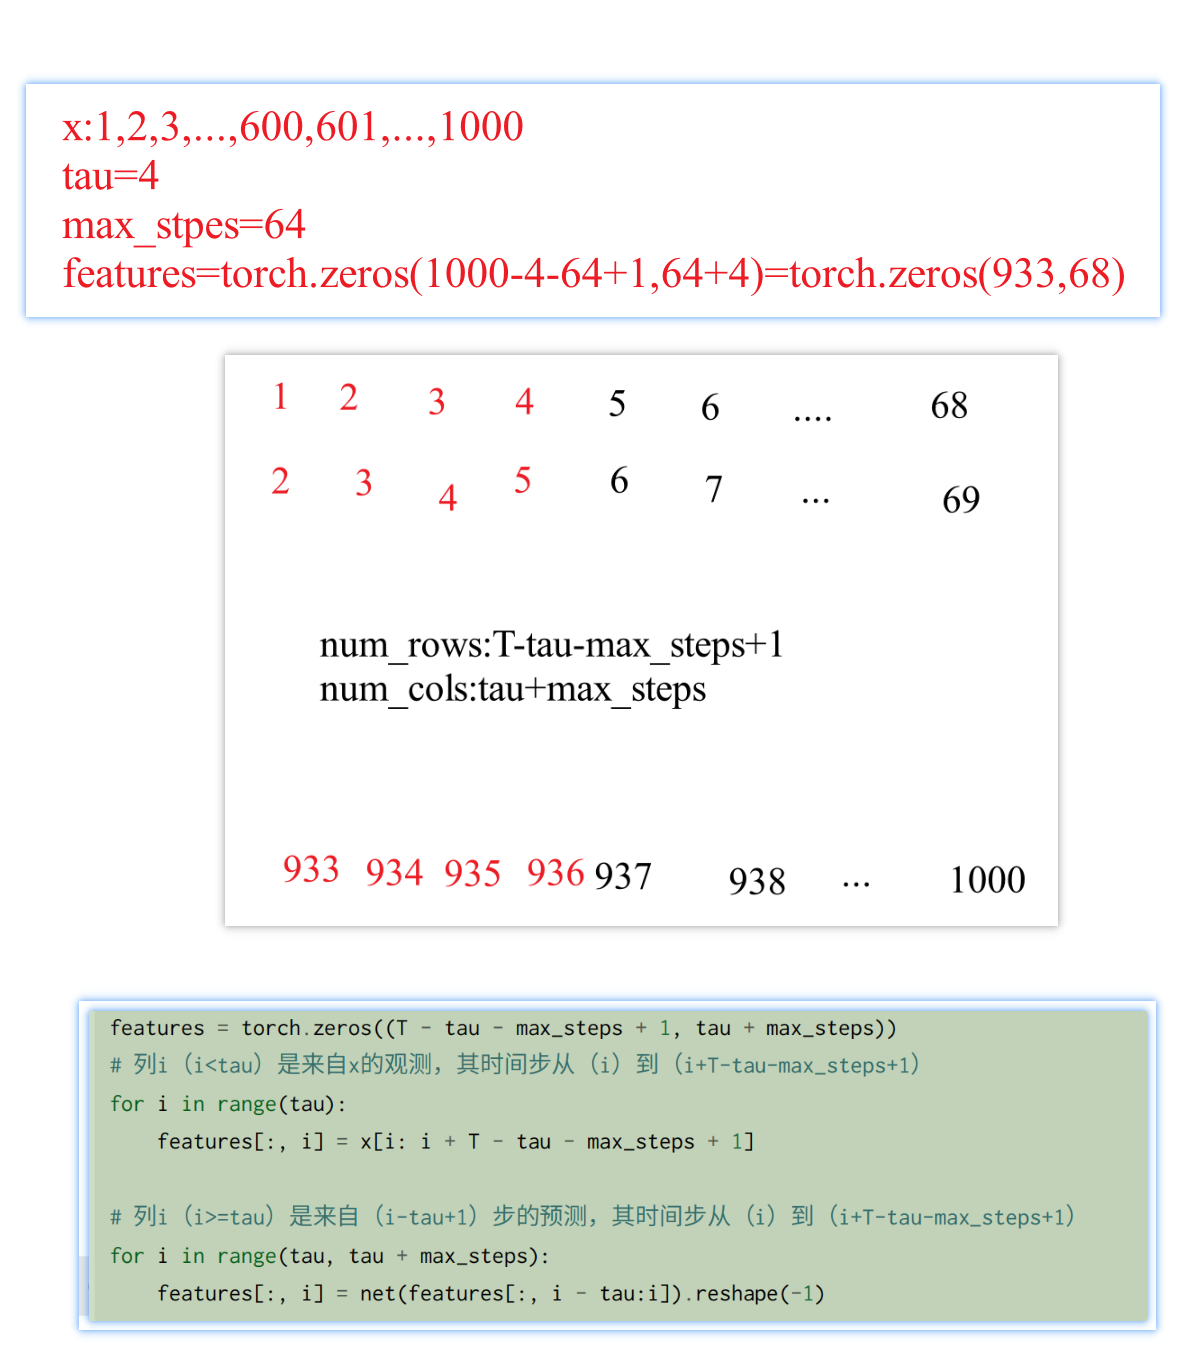 x:1,2,3,...,600,601,...,1000
tau=4
max_stpes=64
features=torch.zeros(1000-4-64+1,64+4)=torch.zeros(933,68)
1 2 3 4 5 6 .... 68
2 3 4 5 6 7 ... 69
num_rows:T-tau-max_steps+1
num_cols:tau+max_steps
933 934 935 936 937 938 ... 1000
features = torch.zeros((T - tau - max_steps + 1, tau + max_steps))
# 列i（i<tau）是来自x的观测，其时间步从（i）到（i+T-tau-max_steps+1）
for i in range(tau):
    features[:, i] = x[i: i + T - tau - max_steps + 1]
# 列i（i>=tau）是来自（i-tau+1）步的预测，其时间步从（i）到（i+T-tau-max_steps+1）
for i in range(tau, tau + max_steps):
    features[:, i] = net(features[:, i - tau:i]).reshape(-1)